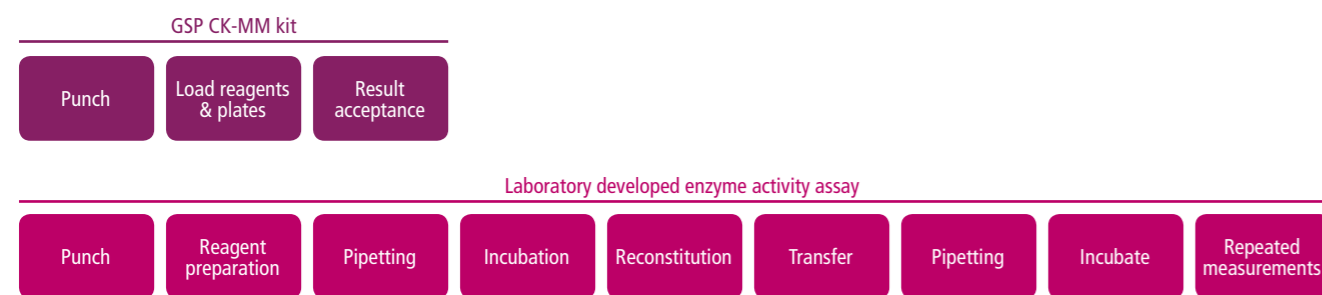 GSP CK-MM kit
Punch
Load reagents
& plates
Result
acceptance
Laboratory developed enzyme activity assay
Punch
Reagent
preparation
Pipetting
Incubation
Reconstitution
Transfer
Pipetting
Incubate
Repeated
measurements